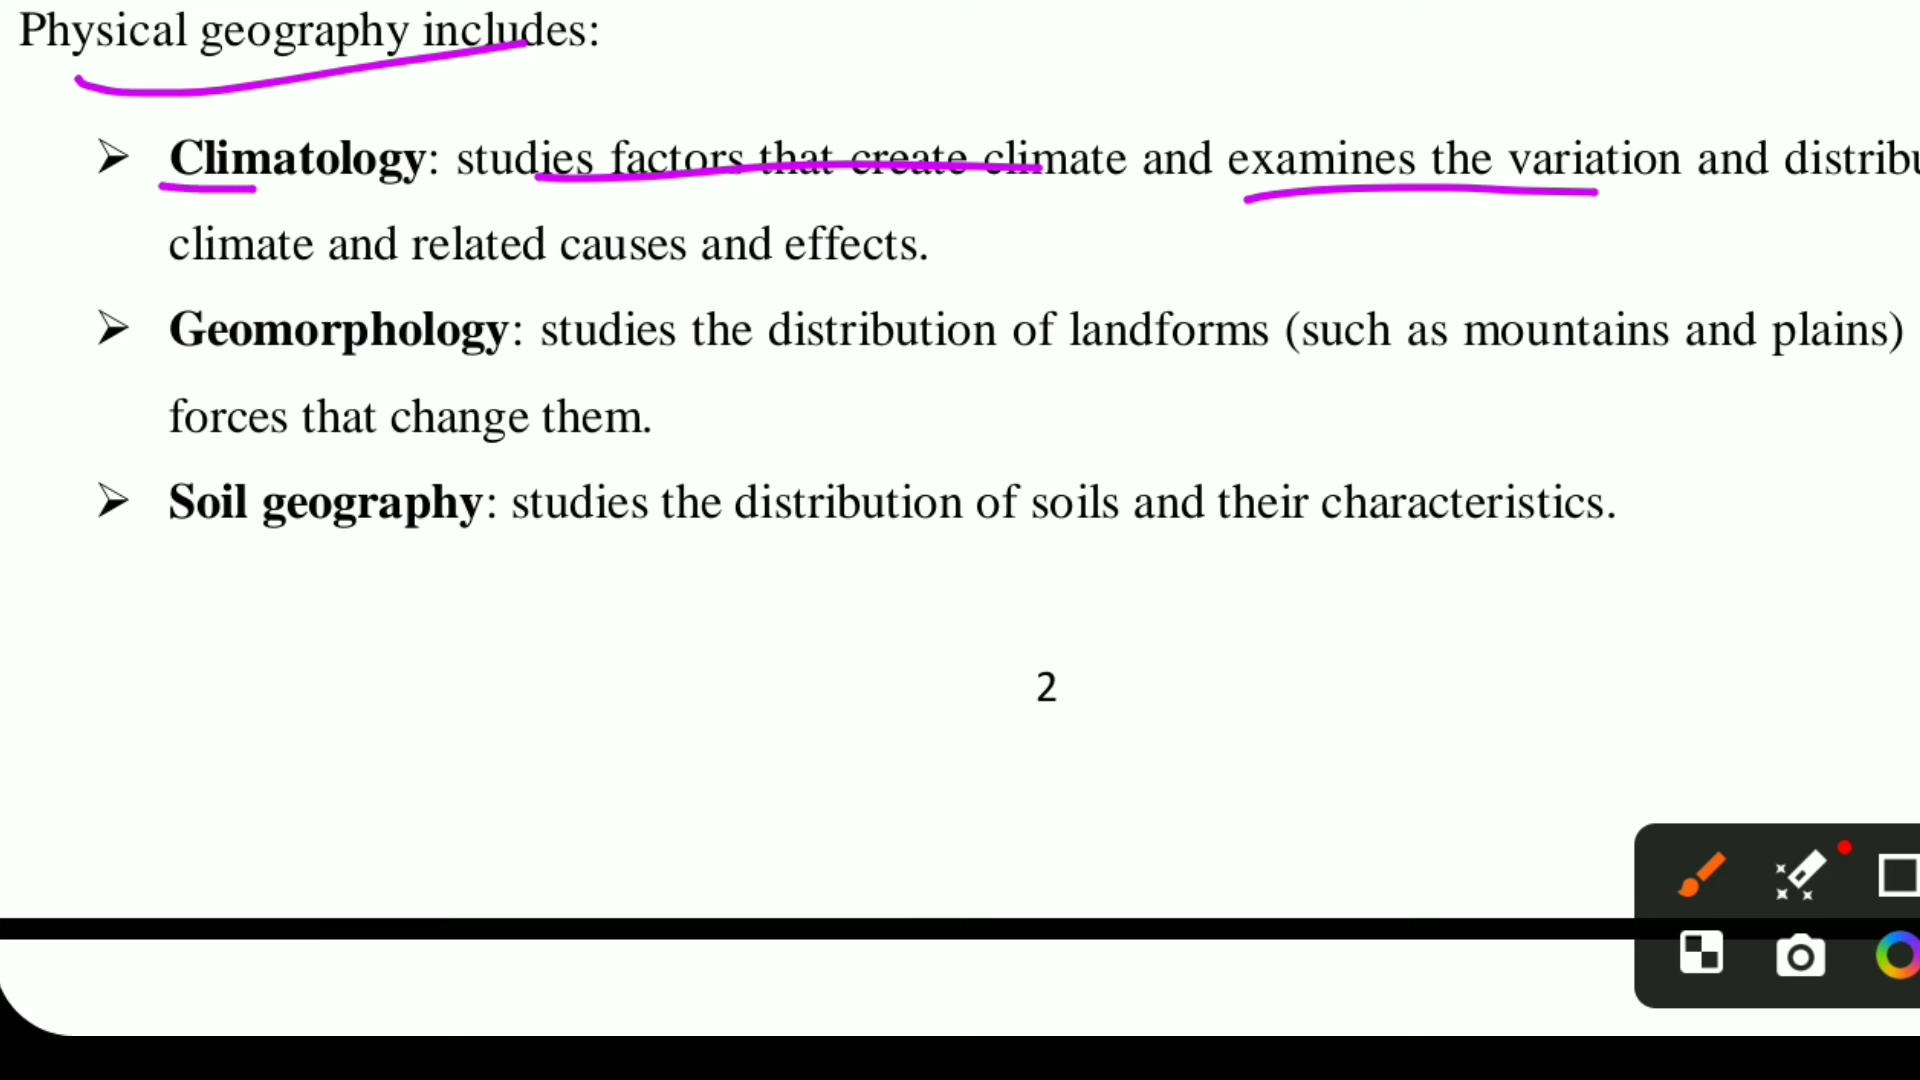 Physical geography includes:
➢ Climatology: studies factors that create climate and examines the variation and
climate and related causes and effects.
➢ Geomorphology: studies the distribution of landforms (such as mountains and plains)
forces that change them.
➢ Soil geography: studies the distribution of soils and their characteristics.
2